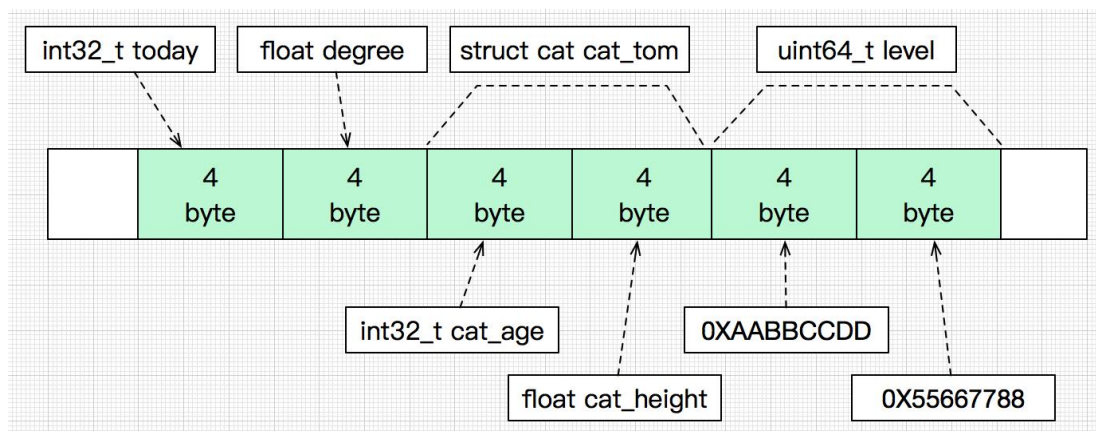 int32_t today
float degree
struct cat cat_tom
uint64_t level
4
byte
4
byte
4
byte
4
byte
4
byte
4
byte
int32_t cat_age
0XAABBCCDD
float cat_height
0X55667788